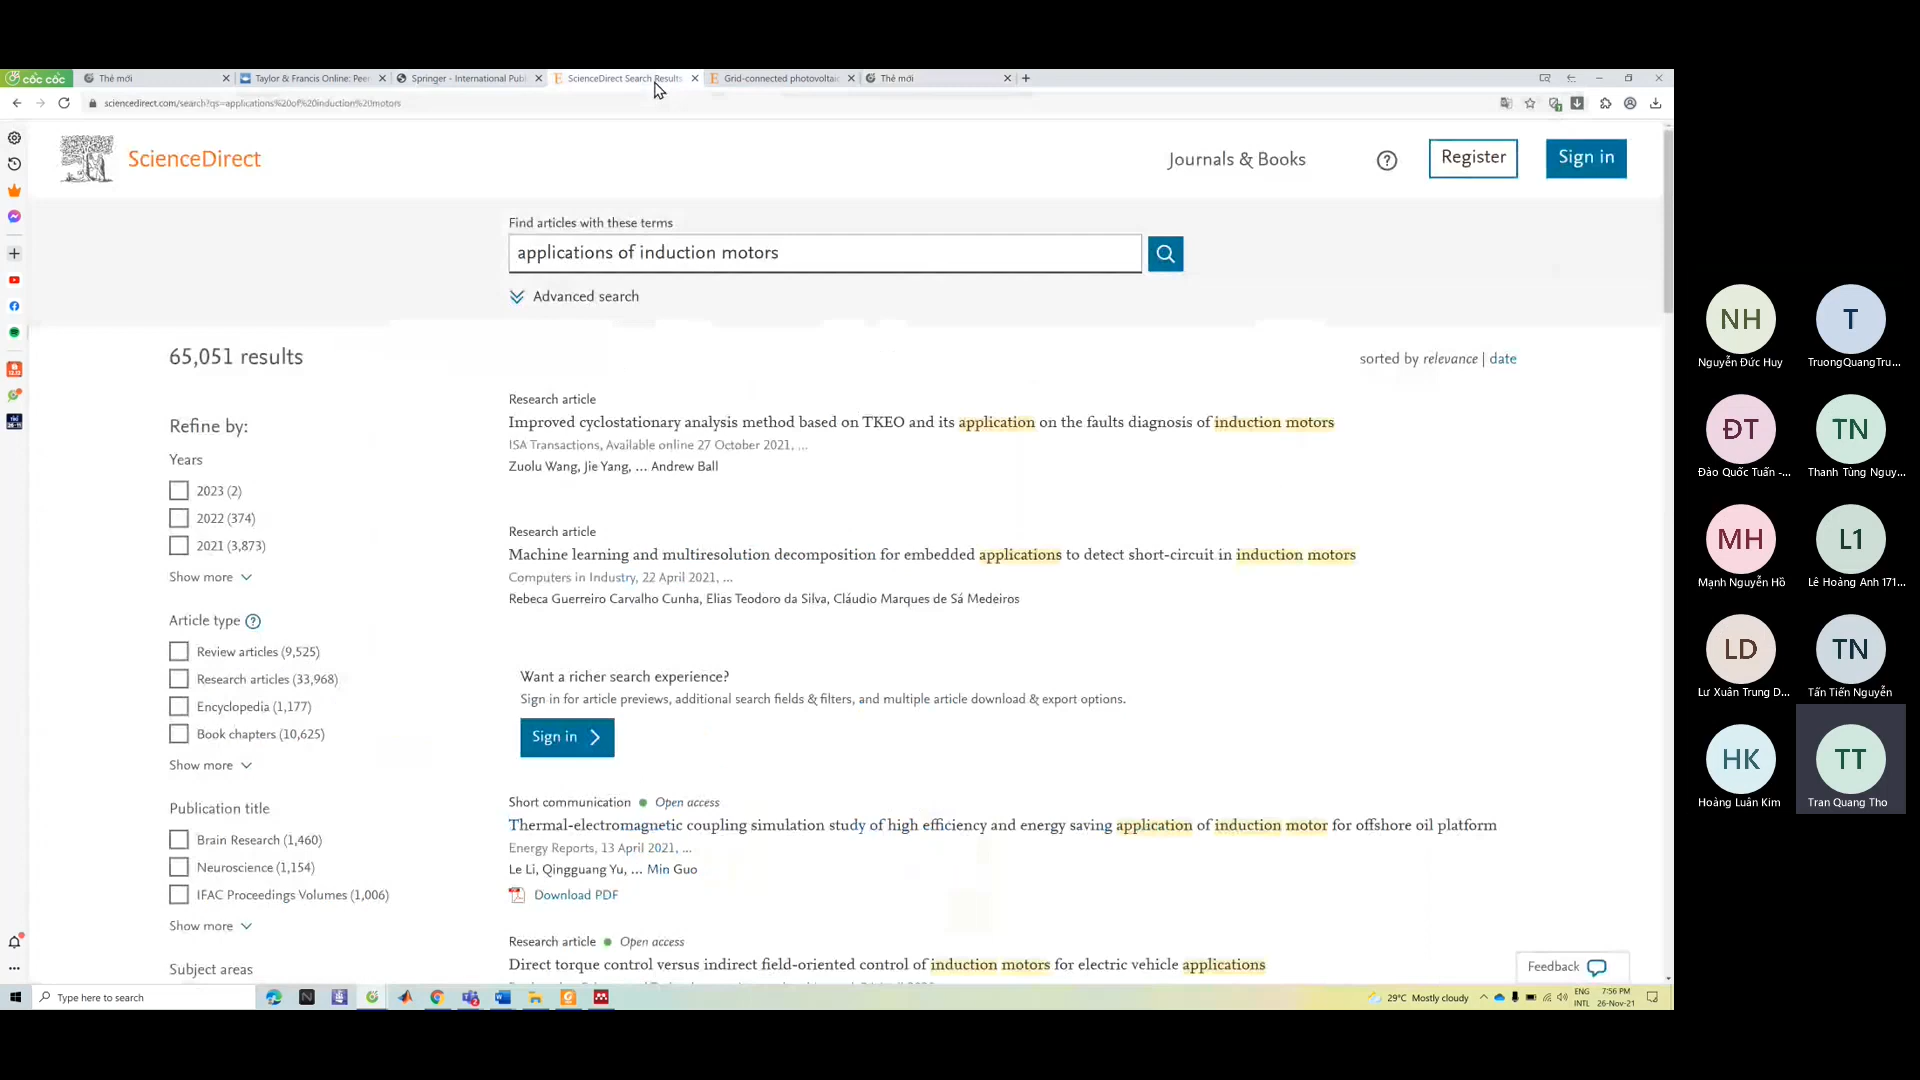 cốc cốc
Thẻ mới
Taylor & Francis Online: Peer
Springer - International Publ
ScienceDirect Search Results
Grid-connected photovoltaic
Thẻ mới
sciencedirect.com/search?qs=applications%20of%20induction%20motors
ScienceDirect
Journals & Books
Register
Sign in
Find articles with these terms
applications of induction motors
Advanced search
65,051 results
sorted by relevance | date
Refine by:
Years
2023 (2)
2022 (374)
2021 (3,873)
Show more
Article type
Review articles (9,525)
Research articles (33,968)
Encyclopedia (1,177)
Book chapters (10,625)
Show more
Publication title
Brain Research (1,460)
Neuroscience (1,154)
IFAC Proceedings Volumes (1,006)
Show more
Subject areas
Research article
Improved cyclostationary analysis method based on TKEO and its application on the faults diagnosis of induction motors
ISA Transactions, Available online 27 October 2021, ...
Zuolu Wang, Jie Yang, ... Andrew Ball
Research article
Machine learning and multiresolution decomposition for embedded applications to detect short-circuit in induction motors
Computers in Industry, 22 April 2021, ...
Rebeca Guerreiro Carvalho Cunha, Elias Teodoro da Silva, Cláudio Marques de Sá Medeiros
Want a richer search experience?
Sign in for article previews, additional search fields & filters, and multiple article download & export options.
Sign in
Short communication Open access
Thermal-electromagnetic coupling simulation study of high efficiency and energy saving application of induction motor for offshore oil platform
Energy Reports, 13 April 2021, ...
Le Li, Qingguang Yu, ... Min Guo
Download PDF
Research article Open access
Direct torque control versus indirect field-oriented control of induction motors for electric vehicle applications
Feedback
Type here to search
29°C Mostly cloudy
ENG
INTL
7:56 PM
26-Nov-21
NH
Nguyễn Đức Huy
T
TruongQuangTru...
ĐT
Đào Quốc Tuấn -...
TN
Thanh Tùng Nguy...
MH
Mạnh Nguyễn Hồ
L1
Lê Hoàng Anh 171...
LD
Lư Xuân Trung D...
TN
Tấn Tiến Nguyễn
HK
Hoàng Luân Kim
TT
Tran Quang Tho